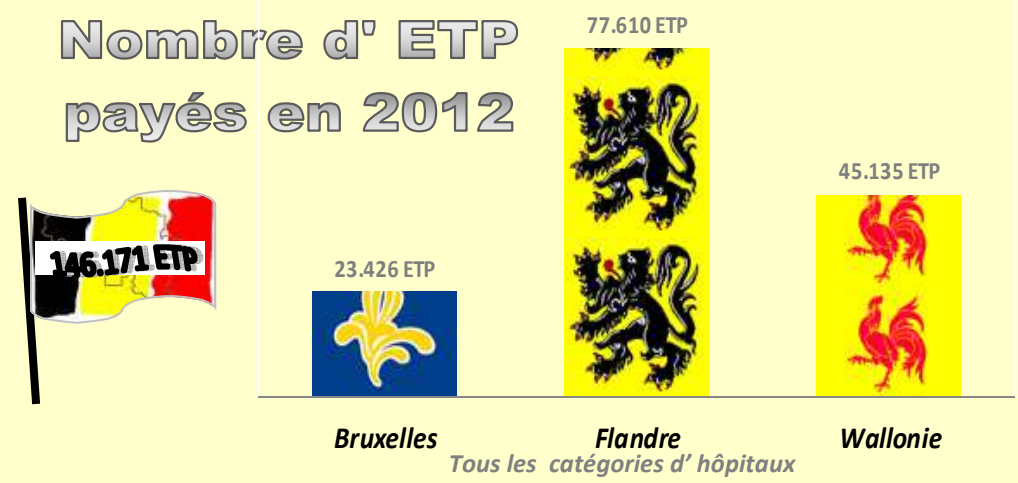 Nombre d' ETP
payés en 2012
146.171 ETP
77.610 ETP
45.135 ETP
23.426 ETP
Bruxelles
Flandre
Wallonie
Tous les catégories d’ hôpitaux